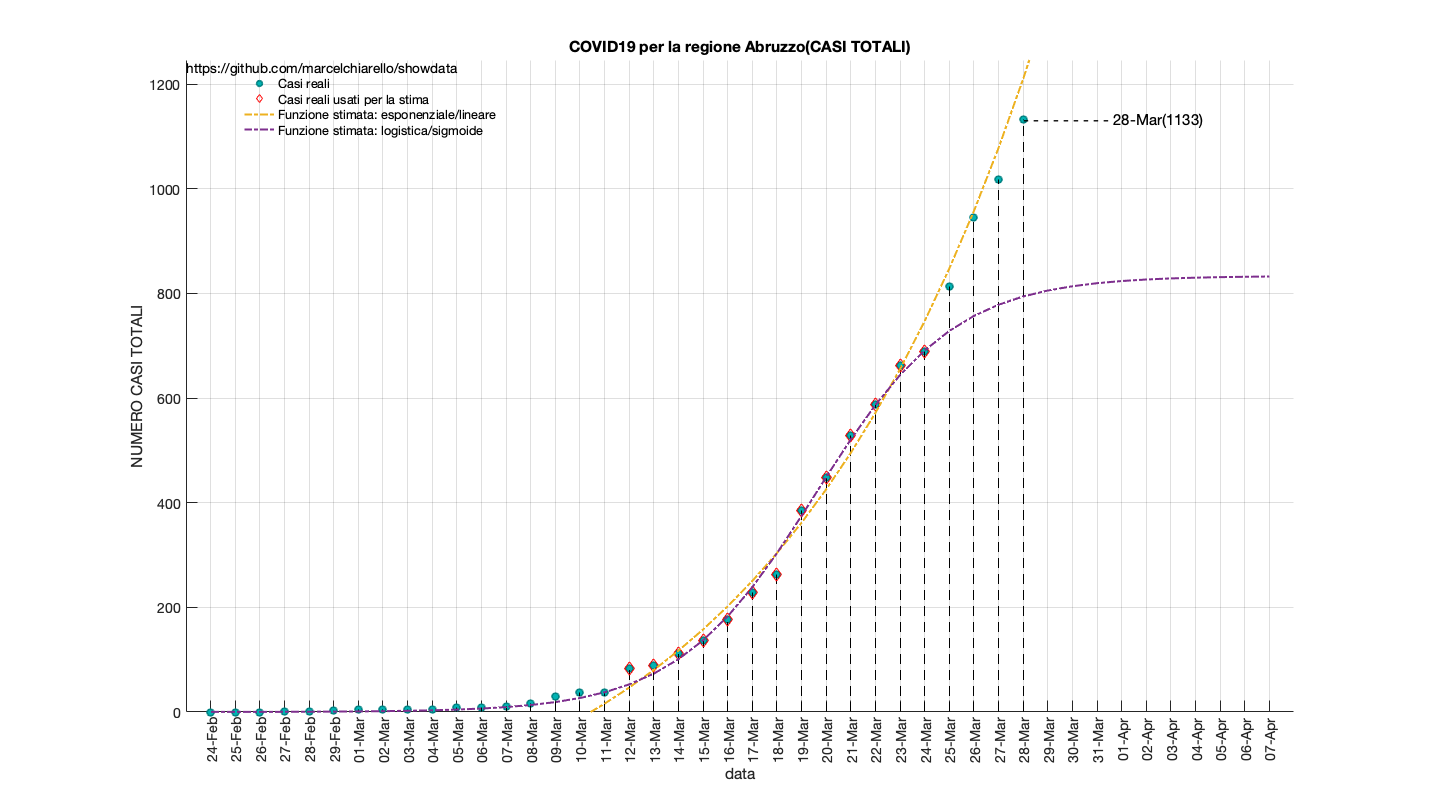 COVID19 per la regione Abruzzo(CASI TOTALI)
https://github.com/marcelchiarello/showdata
Casi reali
Casi reali usati per la stima
Funzione stimata: esponenziale/lineare
Funzione stimata: logistica/sigmoide
28-Mar(1133)
NUMERO CASI TOTALI
1200
1000
800
600
400
200
0
24-Feb
25-Feb
26-Feb
27-Feb
28-Feb
29-Feb
01-Mar
02-Mar
03-Mar
04-Mar
05-Mar
06-Mar
07-Mar
08-Mar
09-Mar
10-Mar
11-Mar
12-Mar
13-Mar
14-Mar
15-Mar
16-Mar
17-Mar
18-Mar
19-Mar
20-Mar
21-Mar
22-Mar
23-Mar
24-Mar
25-Mar
26-Mar
27-Mar
28-Mar
29-Mar
30-Mar
31-Mar
01-Apr
02-Apr
03-Apr
04-Apr
05-Apr
06-Apr
07-Apr
data